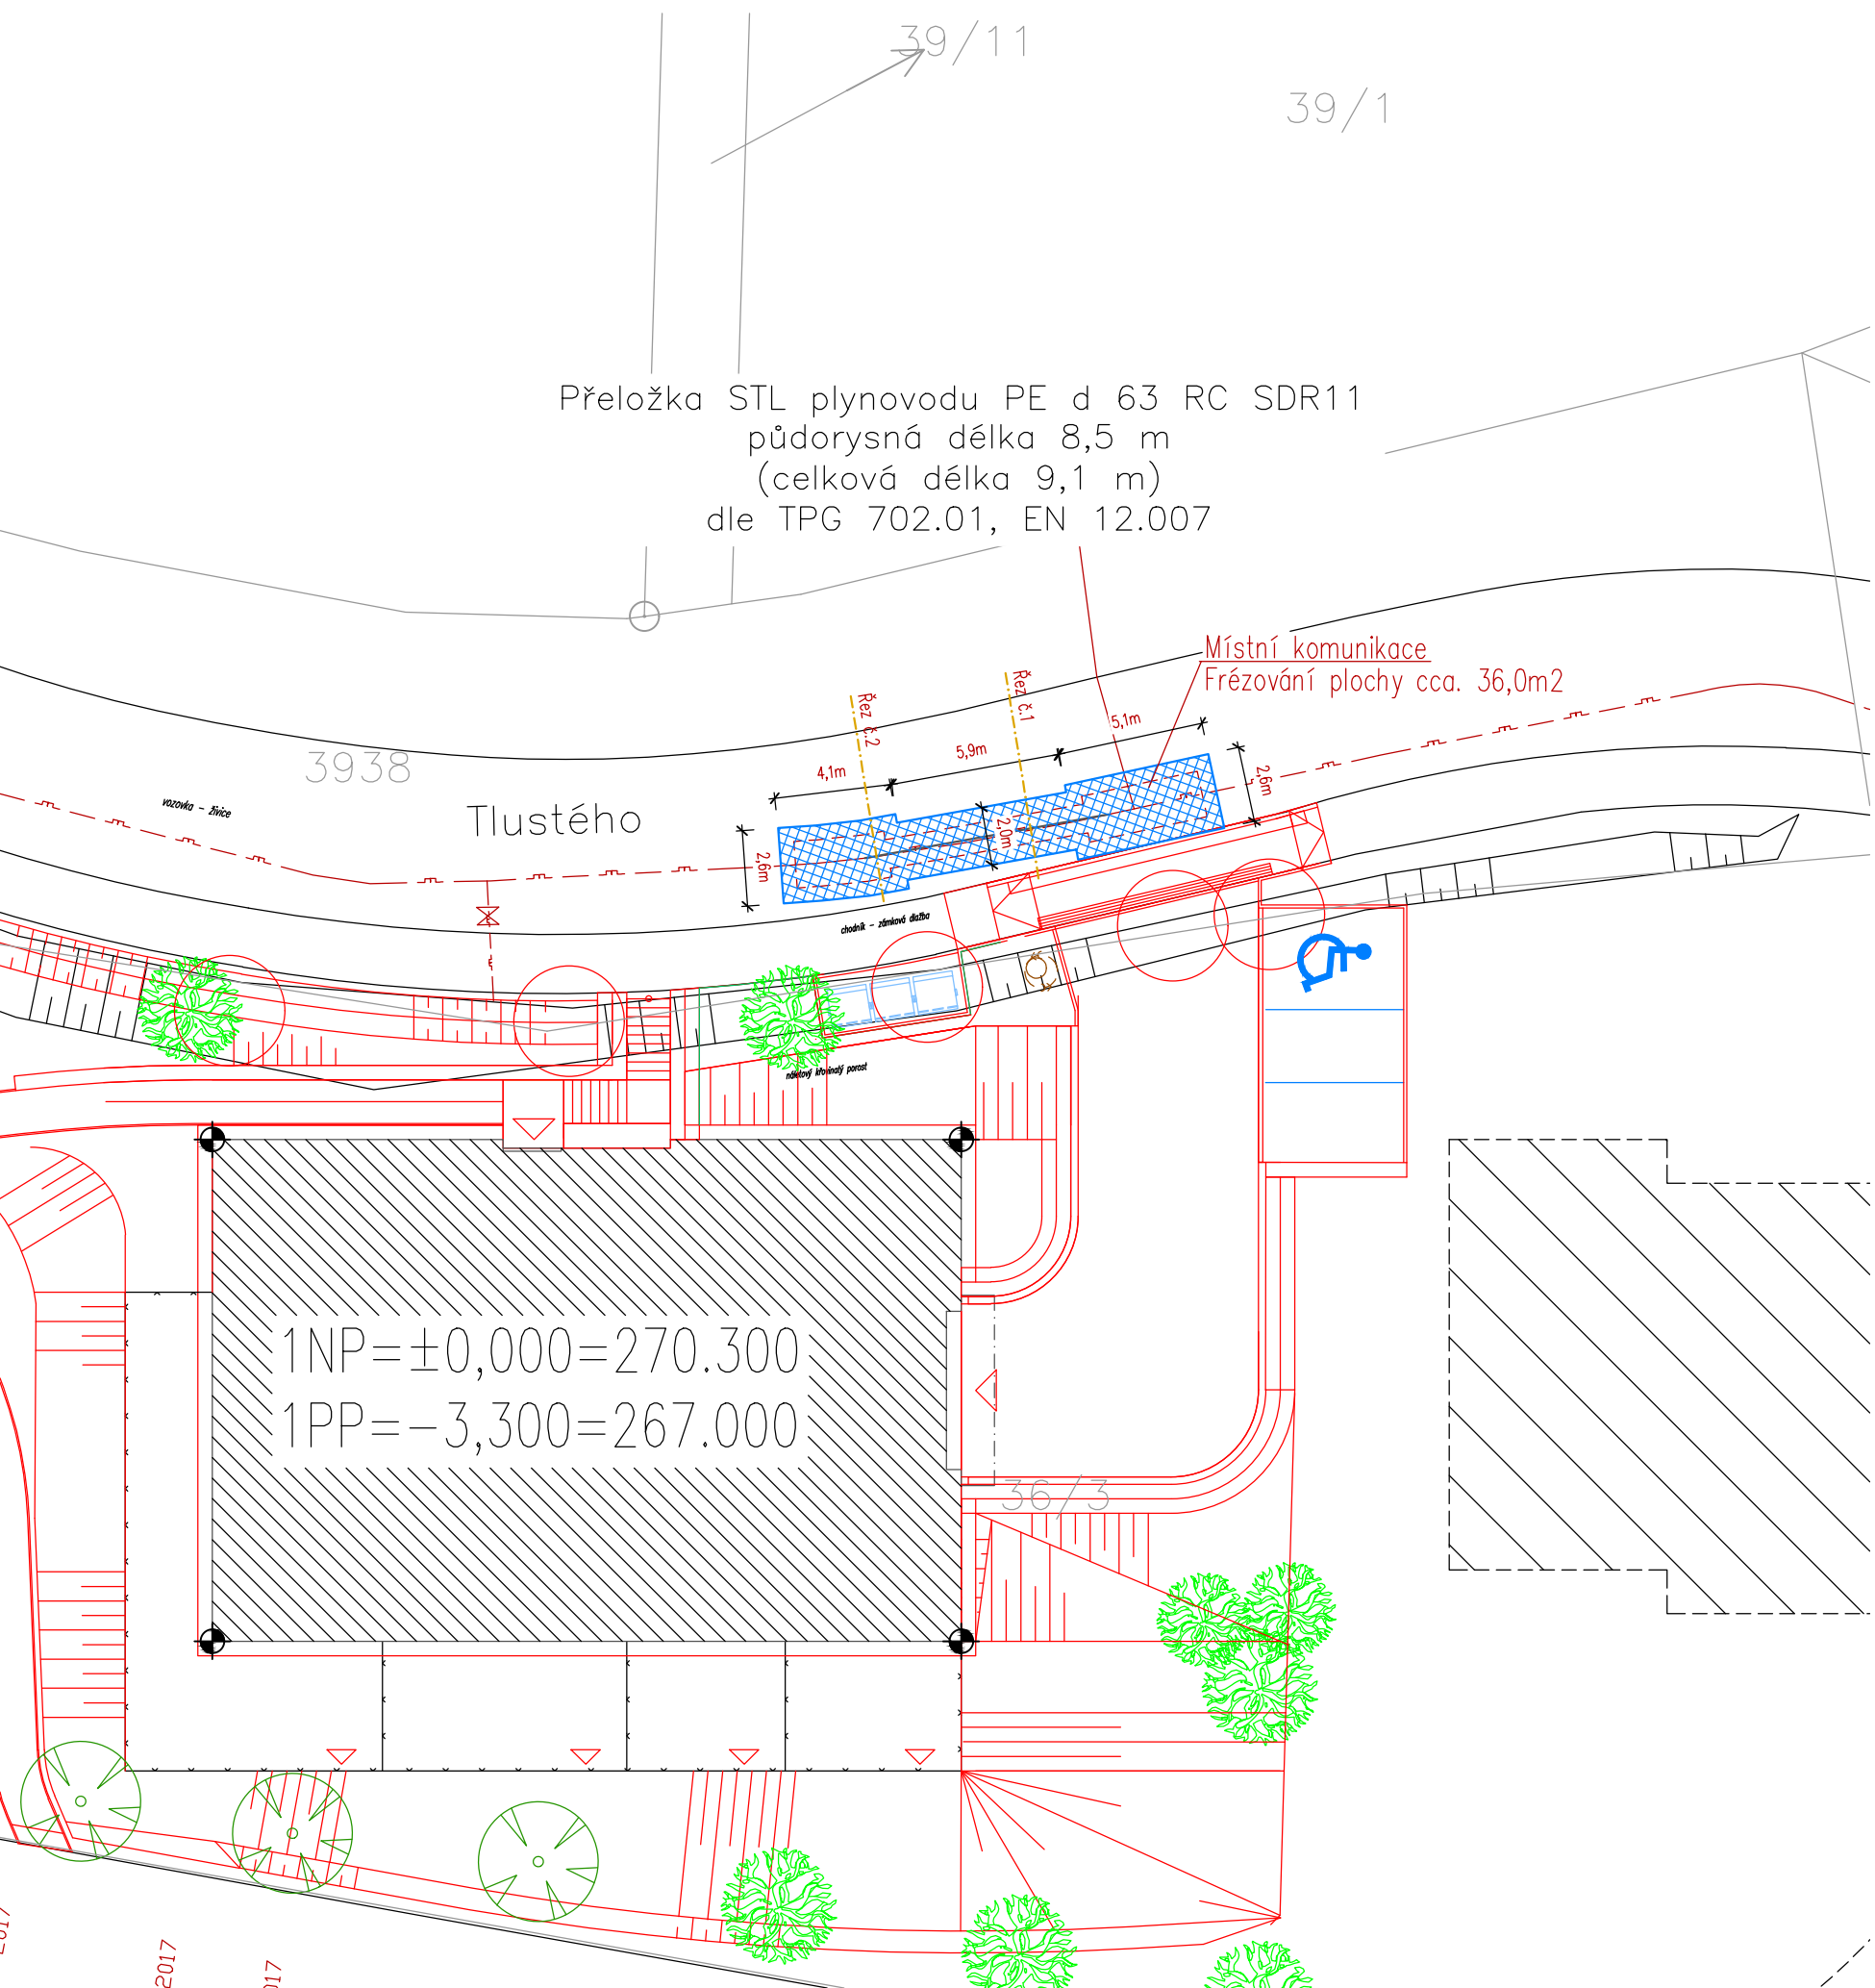 39/11
39/1
Přeložka STL plynovodu PE d 63 RC SDR11
půdorysná délka 8,5 m
(celková délka 9,1 m)
dle TPG 702.01, EN 12.007
Místní komunikace
Frézování plochy cca. 36,0m2
Řez č.2
Řez č.1
5,1m
5,9m
4,1m
2,6m
2,0m
2,6m
3938
vozovka - živice
Tlustého
chodník - zámková dlažba
náletový křovinatý porost
1NP=±0,000=270.300
1PP=-3,300=267.000
36/3
2017
2017
017